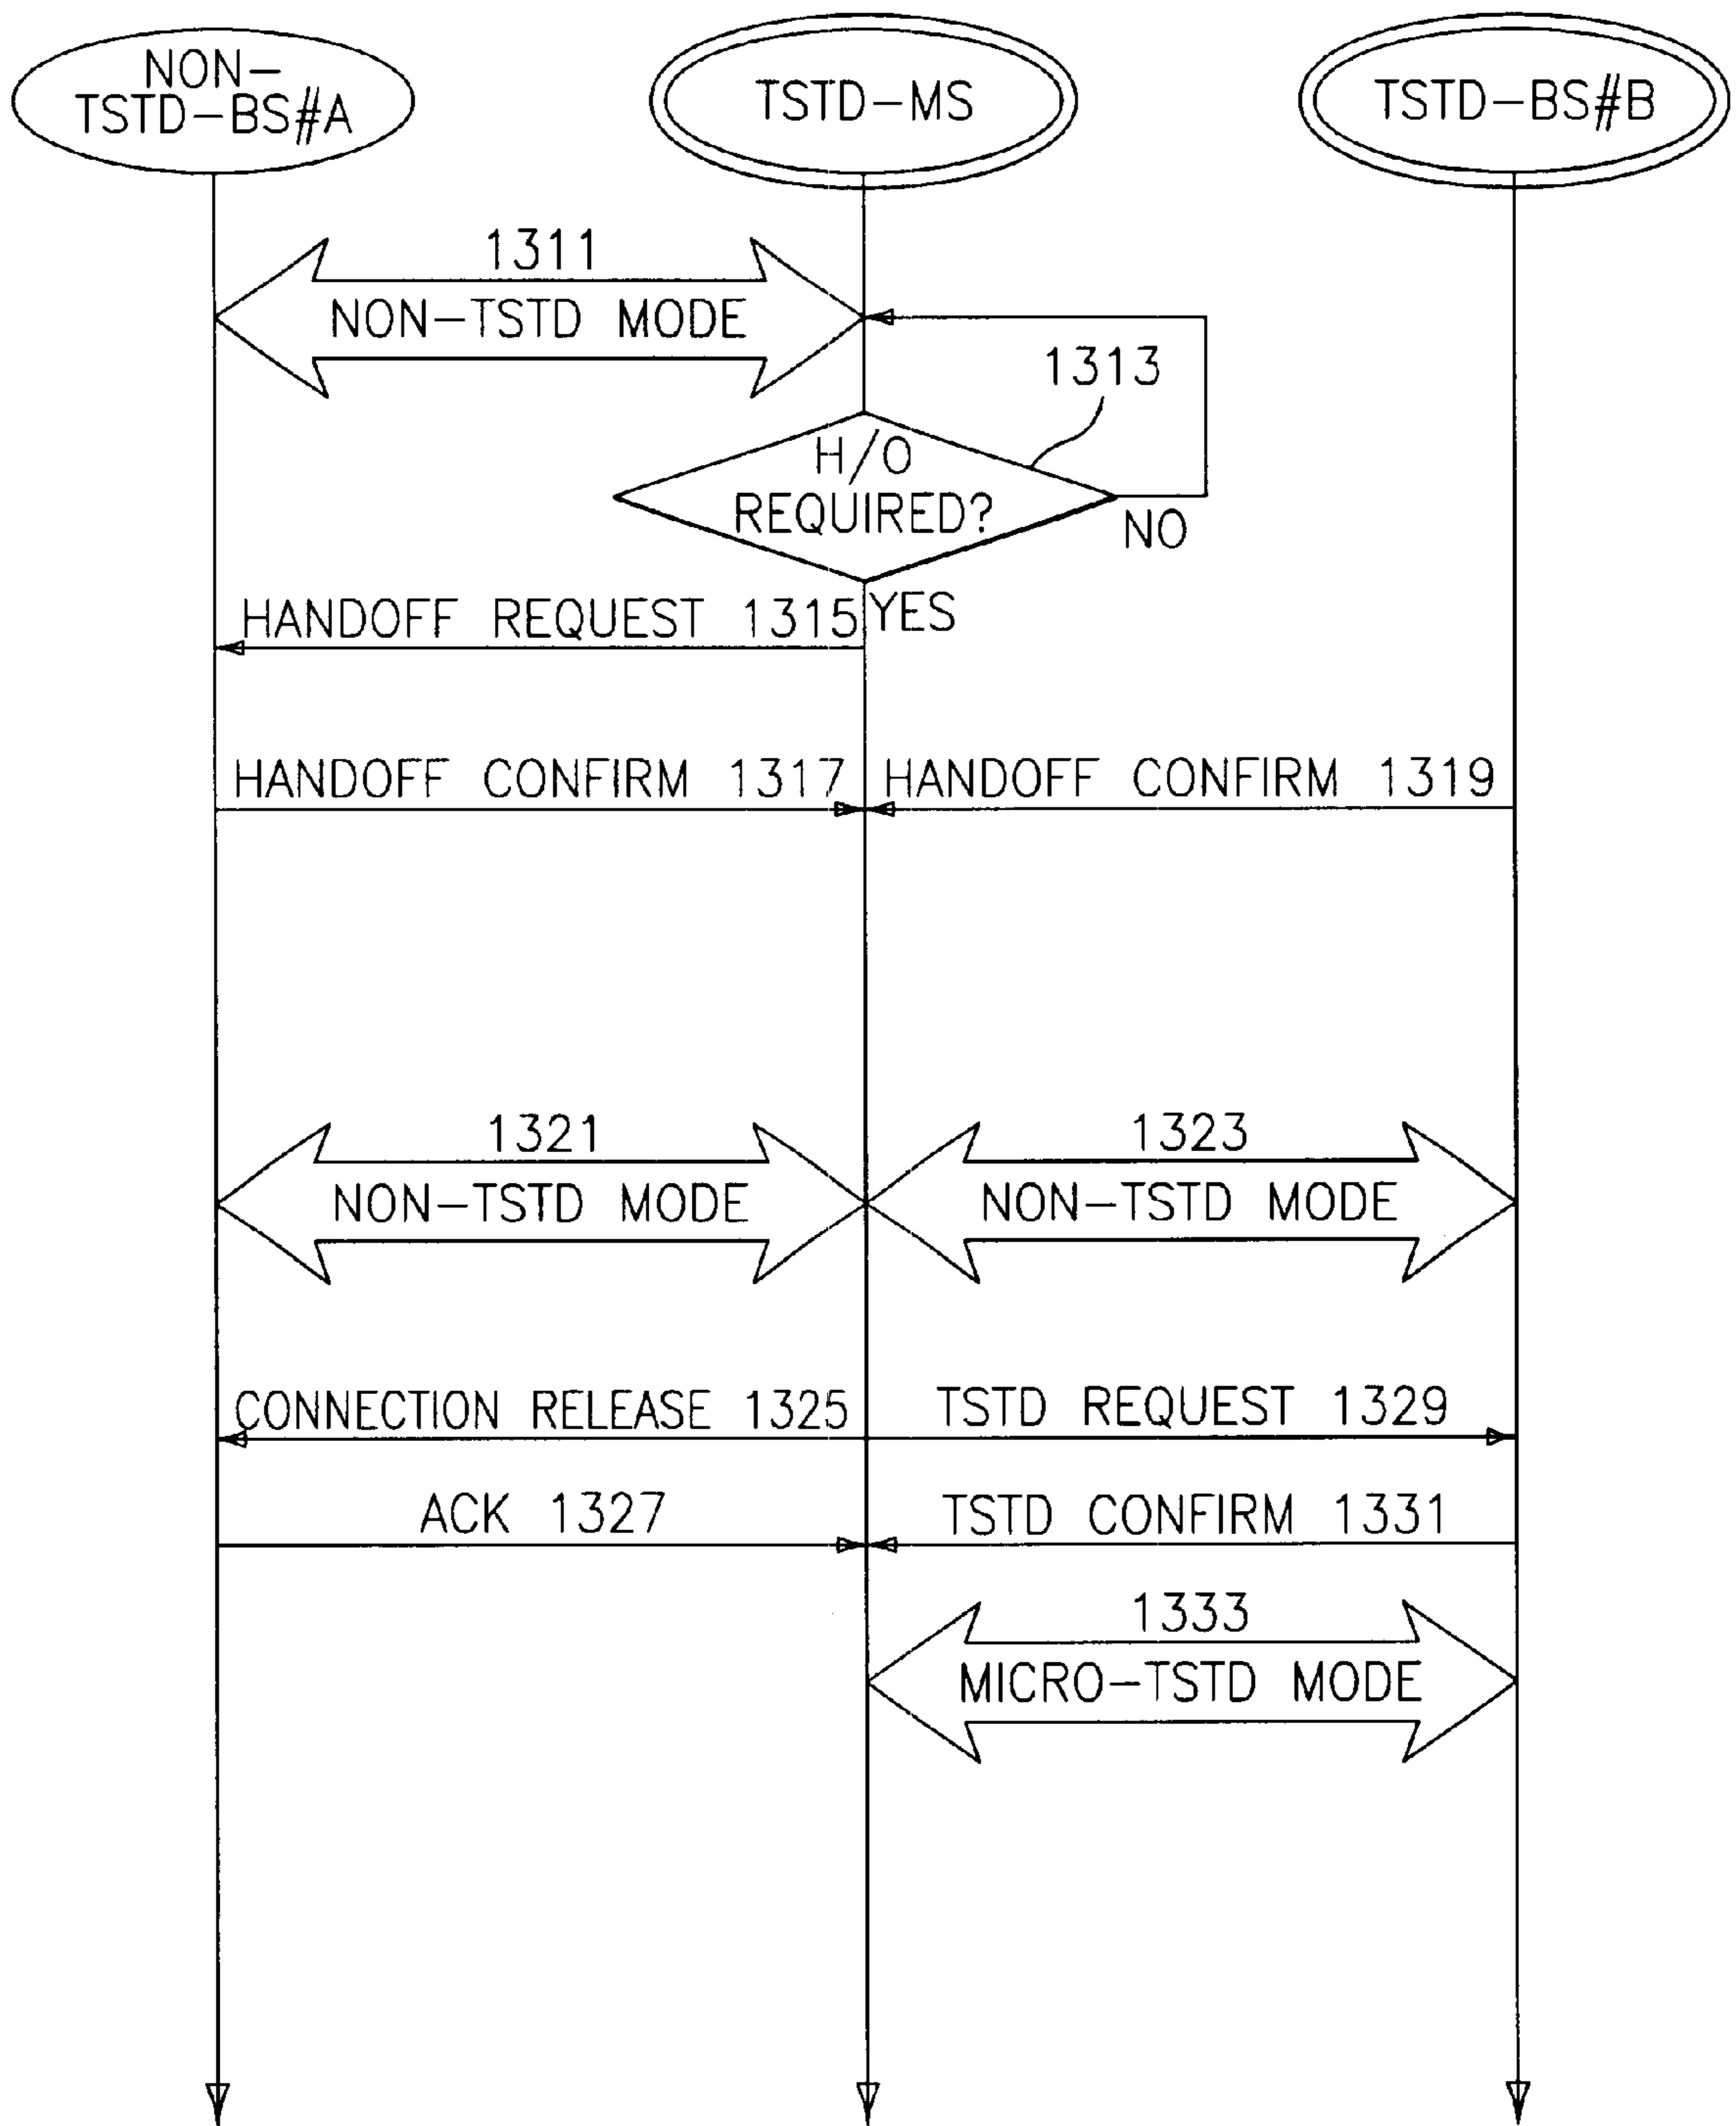 NON-
TSTD-BS#A
TSTD-MS
TSTD-BS#B
1311
NON-TSTD MODE
1313
H/O
REQUIRED?
NO
YES
HANDOFF REQUEST 1315
HANDOFF CONFIRM 1317
HANDOFF CONFIRM 1319
1321
NON-TSTD MODE
1323
NON-TSTD MODE
CONNECTION RELEASE 1325
TSTD REQUEST 1329
ACK 1327
TSTD CONFIRM 1331
1333
MICRO-TSTD MODE